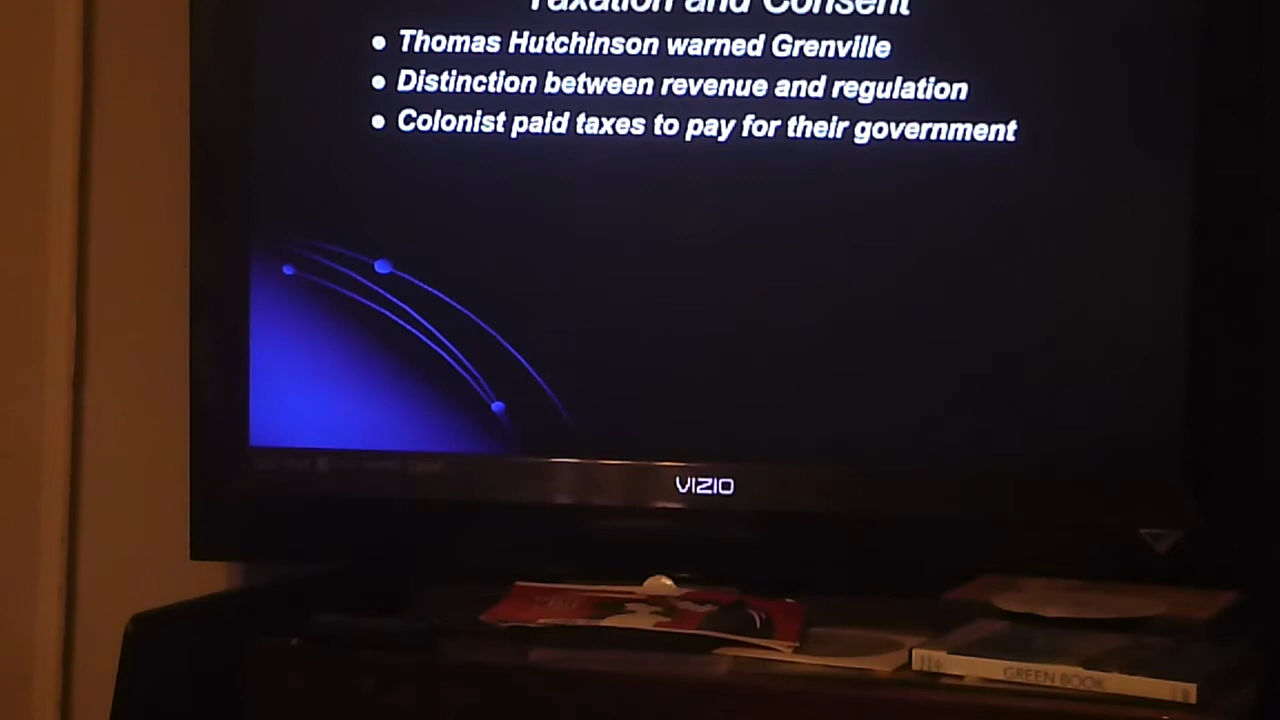 Taxation and Consent
Thomas Hutchinson warned Grenville
Distinction between revenue and regulation
Colonist paid taxes to pay for their government
VIZIO
GREEN BOOK